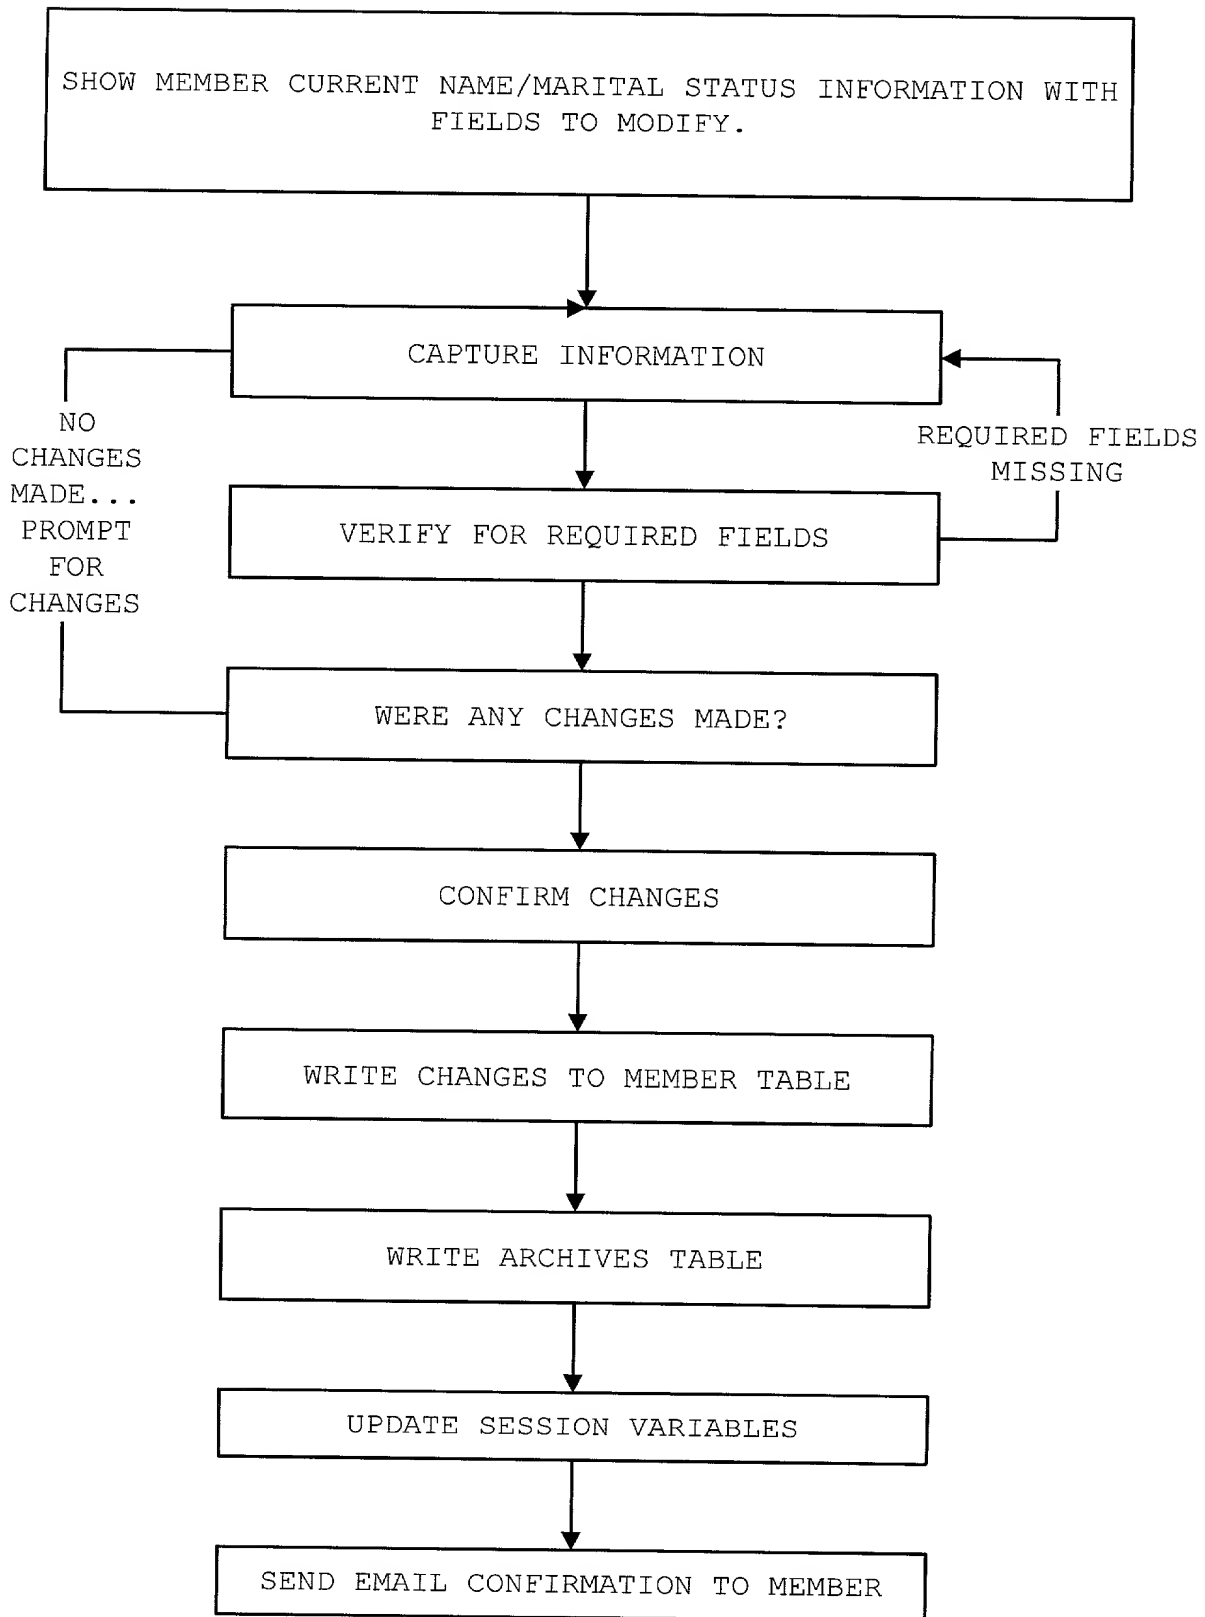 SHOW MEMBER CURRENT NAME/MARITAL STATUS INFORMATION WITH
FIELDS TO MODIFY.
CAPTURE INFORMATION
NO
CHANGES
MADE...
PROMPT
FOR
CHANGES
REQUIRED FIELDS
MISSING
VERIFY FOR REQUIRED FIELDS
WERE ANY CHANGES MADE?
CONFIRM CHANGES
WRITE CHANGES TO MEMBER TABLE
WRITE ARCHIVES TABLE
UPDATE SESSION VARIABLES
SEND EMAIL CONFIRMATION TO MEMBER